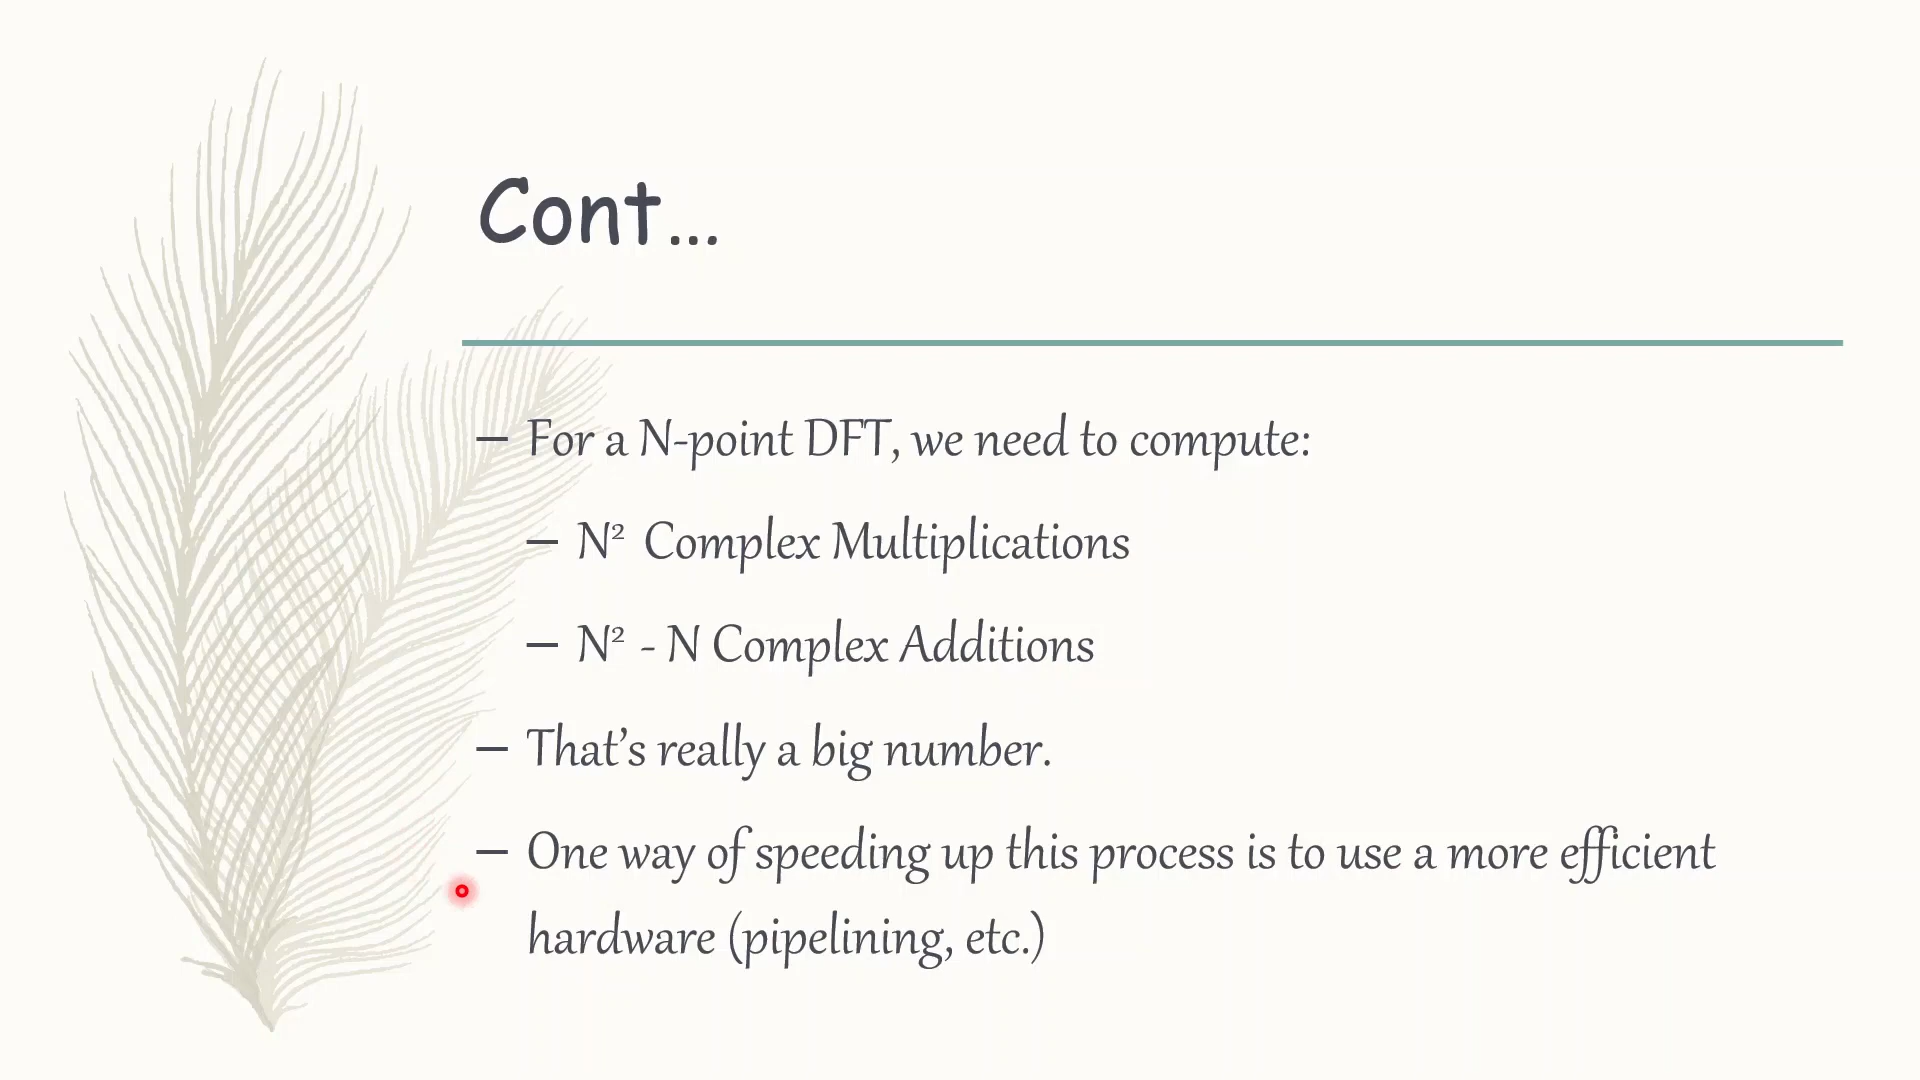 Cont...
– For a N-point DFT, we need to compute:
– N² Complex Multiplications
– N² - N Complex Additions
– That’s really a big number.
– One way of speeding up this process is to use a more efficient
hardware (pipelining, etc.)